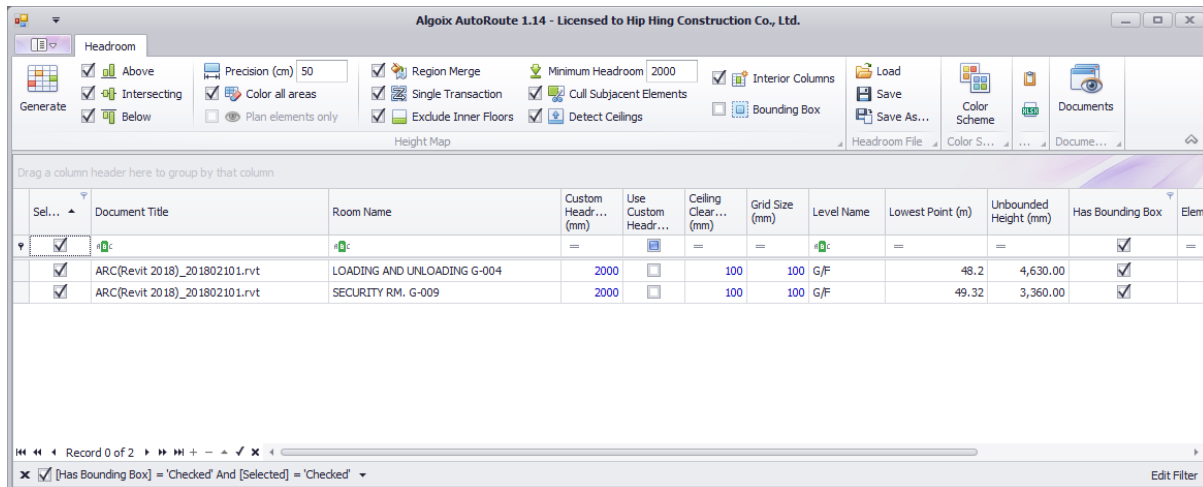 Algoix AutoRoute 1.14 - Licensed to Hip Hing Construction Co., Ltd.
Headroom
Generate
Above
Intersecting
Below
Precision (cm) 50
Color all areas
Plan elements only
Region Merge
Single Transaction
Exclude Inner Floors
Minimum Headroom 2000
Cull Subjacent Elements
Detect Ceilings
Interior Columns
Bounding Box
Height Map
Load
Save
Save As...
Headroom File
Color
Scheme
Color S...
XLSX
...
Documents
Docume...
Drag a column header here to group by that column
Sel... Document Title Room Name Custom Headr... (mm) Use Custom Headr... Ceiling Clear... (mm) Grid Size (mm) Level Name Lowest Point (m) Unbounded Height (mm) Has Bounding Box Elem
ABC ABC = = = ABC = = =
ARC(Revit 2018)_201802101.rvt LOADING AND UNLOADING G-004 2000 100 100 G/F 48.2 4,630.00
ARC(Revit 2018)_201802101.rvt SECURITY RM. G-009 2000 100 100 G/F 49.32 3,360.00
Record 0 of 2
[Has Bounding Box] = 'Checked' And [Selected] = 'Checked' Edit Filter